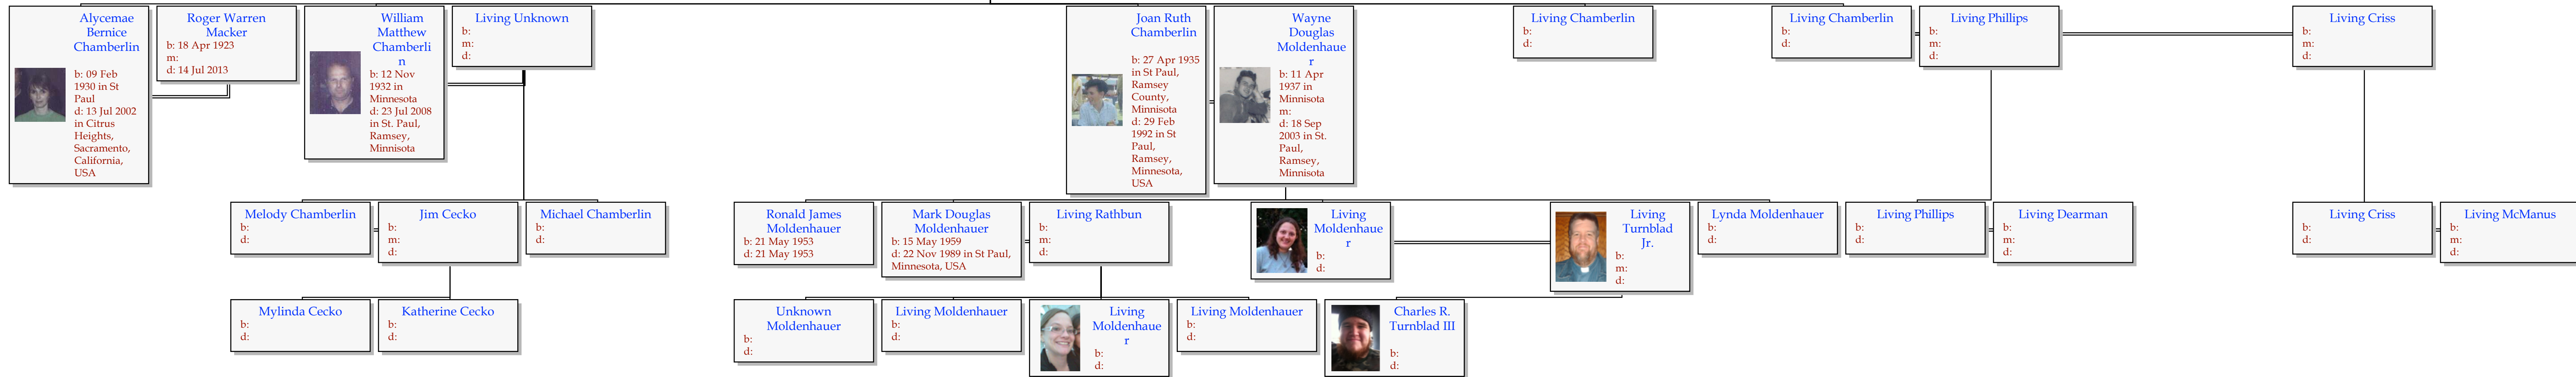 Alycemae
Bernice
Chamberlin
b: 09 Feb
1930 in St
Paul
d: 13 Jul 2002
in Citrus
Heights,
Sacramento,
California,
USA
Roger Warren
Macker
b: 18 Apr 1923
m:
d: 14 Jul 2013
William
Matthew
Chamberli
n
b: 12 Nov
1932 in
Minnesota
d: 23 Jul 2008
in St. Paul,
Ramsey,
Minnisota
Living Unknown
b:
m:
d:
Joan Ruth
Chamberlin
b: 27 Apr 1935
in St Paul,
Ramsey
County,
Minnisota
d: 29 Feb
1992 in St
Paul,
Ramsey,
Minnesota,
USA
Wayne
Douglas
Moldenhaue
r
b: 11 Apr
1937 in
Minnisota
m:
d: 18 Sep
2003 in St.
Paul,
Ramsey,
Minnisota
Living Chamberlin
b:
d:
Living Chamberlin
b:
d:
Living Phillips
b:
m:
d:
Living Criss
b:
m:
d:
Melody Chamberlin
b:
d:
Jim Cecko
b:
m:
d:
Michael Chamberlin
b:
d:
Ronald James
Moldenhauer
b: 21 May 1953
d: 21 May 1953
Mark Douglas
Moldenhauer
b: 15 May 1959
d: 22 Nov 1989 in St Paul,
Minnesota, USA
Living Rathbun
b:
m:
d:
Living
Moldenhaue
r
b:
d:
Living
Turnblad
Jr.
b:
m:
d:
Lynda Moldenhauer
b:
d:
Living Phillips
b:
d:
Living Dearman
b:
m:
d:
Living Criss
b:
d:
Living McManus
b:
m:
d:
Mylinda Cecko
b:
d:
Katherine Cecko
b:
d:
Unknown
Moldenhauer
b:
d:
Living Moldenhauer
b:
d:
Living
Moldenhaue
r
b:
d:
Living Moldenhauer
b:
d:
Charles R.
Turnblad III
b:
d: